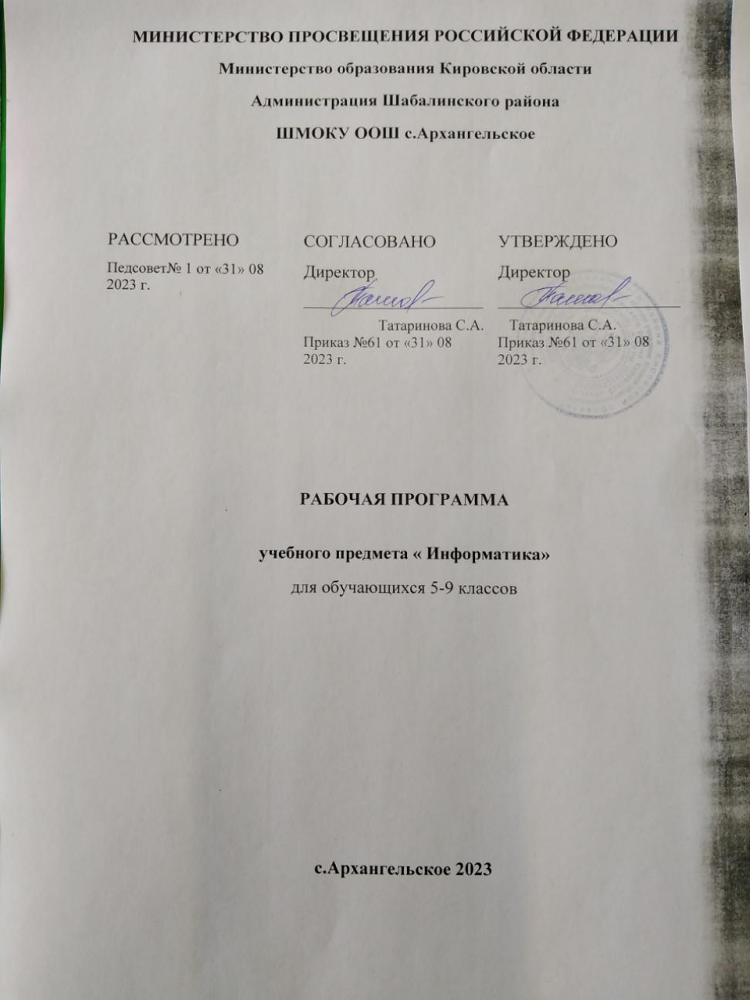 МИНИСТЕРСТВО ПРОСВЕЩЕНИЯ РОССИЙСКОЙ ФЕДЕРАЦИИ
Министерство образования Кировской области
Администрация Шабалинского района
ШМОКУ ООШ с.Архангельское
РАССМОТРЕНО
Педсовет№ 1 от «31» 08
2023 г.
СОГЛАСОВАНО
Директор
Татаринова С.А.
Приказ №61 от «31» 08
2023 г.
УТВЕРЖДЕНО
Директор
Татаринова С.А.
Приказ №61 от «31» 08
2023 г.
РАБОЧАЯ ПРОГРАММА
учебного предмета « Информатика»
для обучающихся 5-9 классов
с.Архангельское 2023